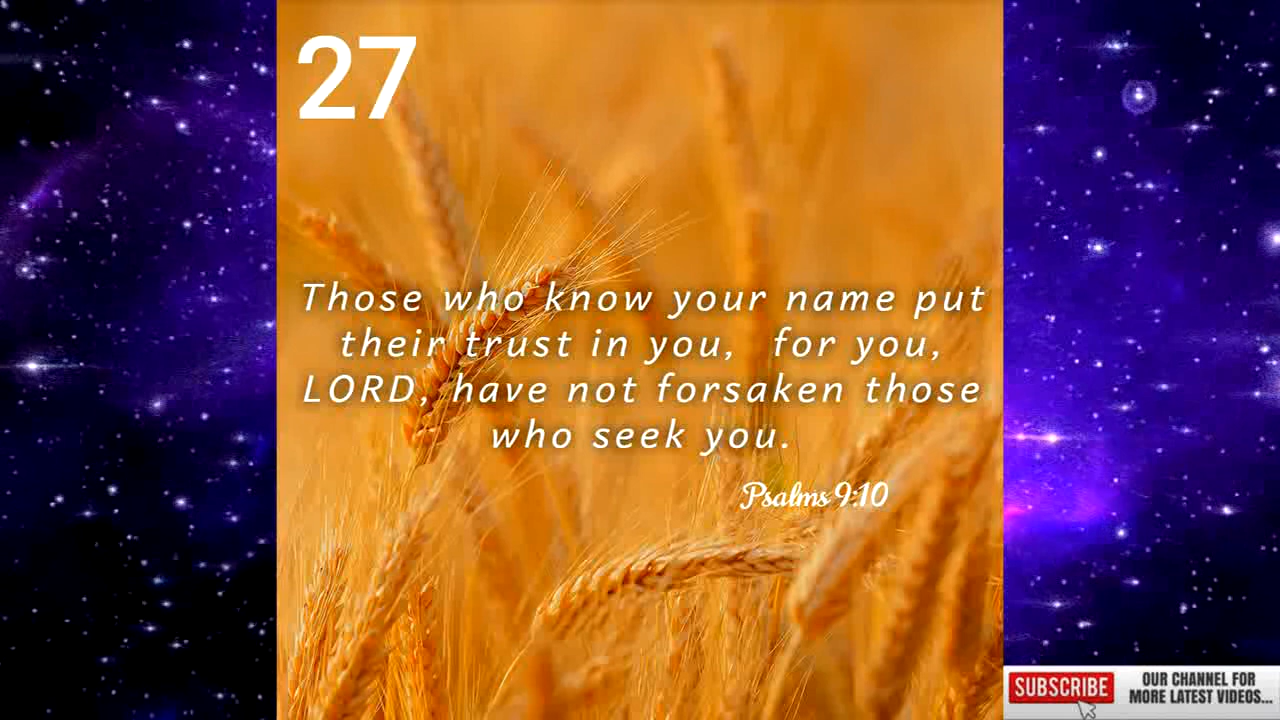 27
Those who know your name put
their trust in you, for you,
LORD, have not forsaken those
who seek you.
Psalms 9:10
SUBSCRIBE
OUR CHANNEL FOR
MORE LATEST VIDEOS...